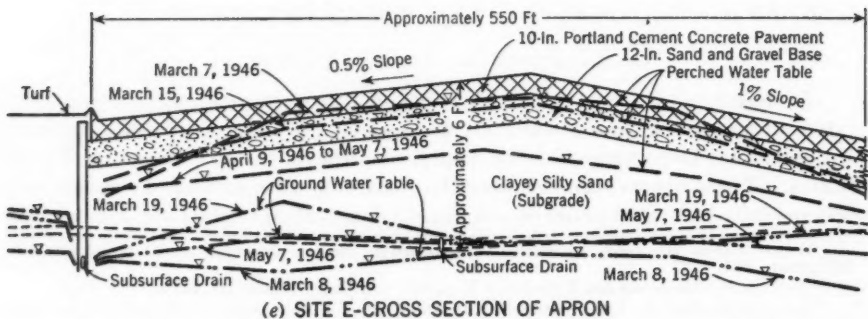 Approximately 550 Ft
10-In. Portland Cement Concrete Pavement
0.5% Slope
12-In. Sand and Gravel Base
March 7, 1946
Perched Water Table
Turf
March 15, 1946
1% Slope
Approximately 6 Ft
April 9, 1946 to May 7, 1946
Ground Water Table
Clayey Silty Sand
(Subgrade)
March 19, 1946
March 19, 1946
May 7, 1946
May 7, 1946
Subsurface Drain
Subsurface Drain
March 8, 1946
March 8, 1946
(e) SITE E-CROSS SECTION OF APRON